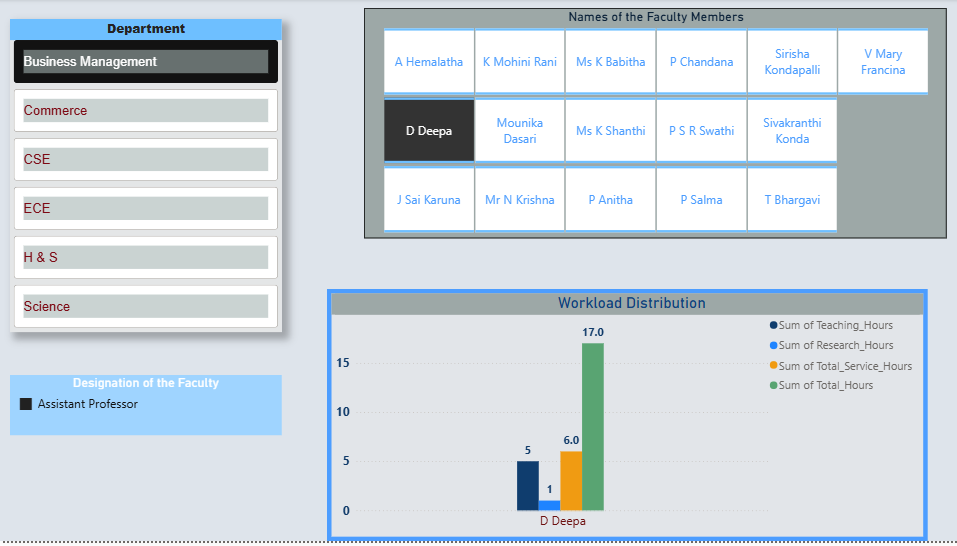 Department
Business Management
Commerce
CSE
ECE
H & S
Science
Designation of the Faculty
Assistant Professor
Names of the Faculty Members
A Hemalatha
K Mohini Rani
Ms K Babitha
P Chandana
Sirisha
Kondapalli
V Mary
Francina
D Deepa
Mounika
Dasari
Ms K Shanthi
P S R Swathi
Sivakranthi
Konda
J Sai Karuna
Mr N Krishna
P Anitha
P Salma
T Bhargavi
Workload Distribution
Sum of Teaching_Hours
Sum of Research_Hours
Sum of Total_Service_Hours
Sum of Total_Hours
15
10
5
0
5
1
6.0
17.0
D Deepa